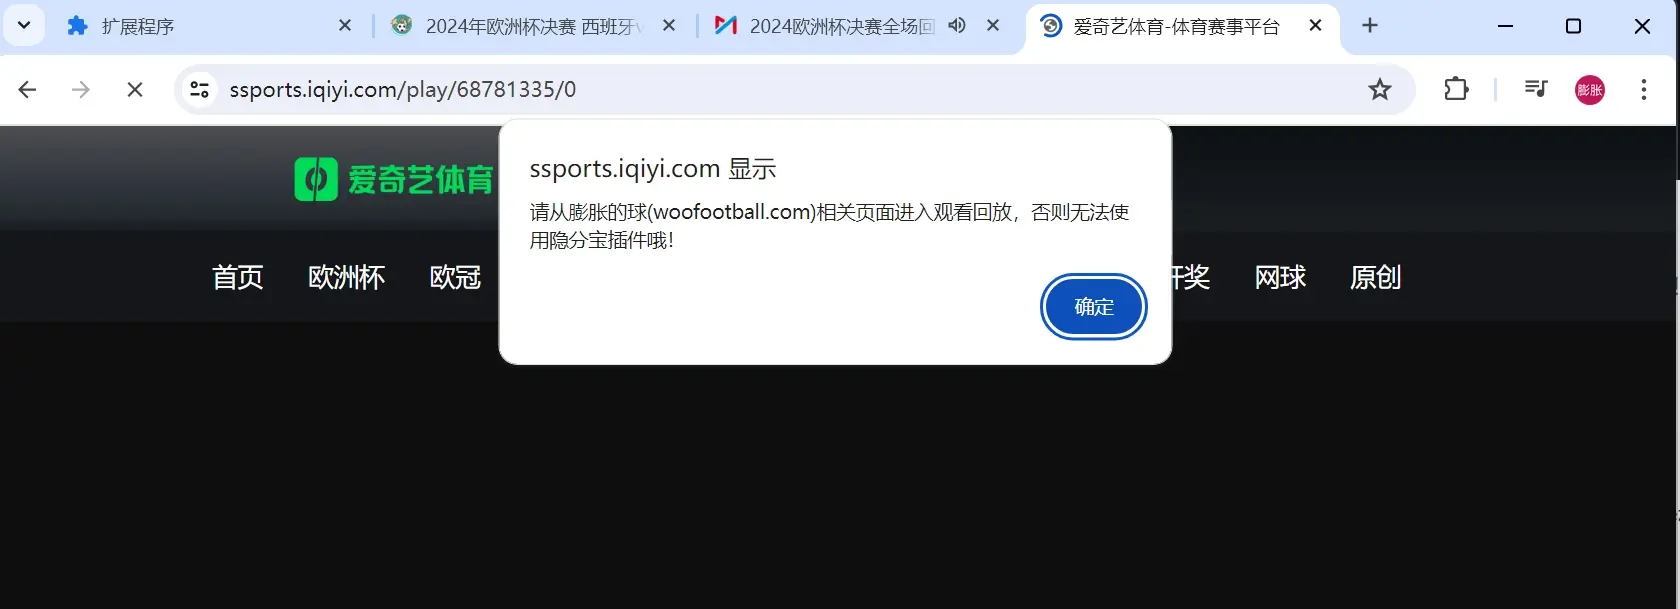 扩展程序
2024年欧洲杯决赛 西班牙v
2024欧洲杯决赛全场回
爱奇艺体育-体育赛事平台
ssports.iqiyi.com/play/68781335/0
膨胀
爱奇艺体育
ssports.iqiyi.com 显示
请从膨胀的球(woofootball.com)相关页面进入观看回放，否则无法使
用隐分宝插件哦！
确定
首页
欧洲杯
欧冠
开奖
网球
原创